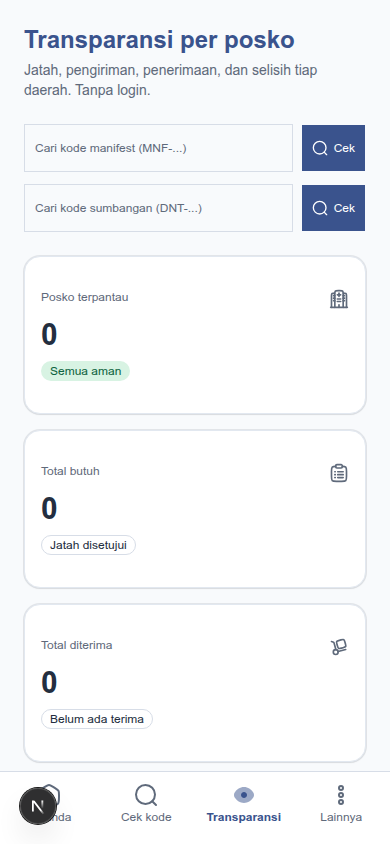 Transparansi per posko
Jatah, pengiriman, penerimaan, dan selisih tiap
daerah. Tanpa login.
Cari kode manifest (MNF-...)
Cek
Cari kode sumbangan (DNT-...)
Cek
Posko terpantau
0
Semua aman
Total butuh
0
Jatah disetujui
Total diterima
0
Belum ada terima
N
Cek kode
Transparansi
Lainnya